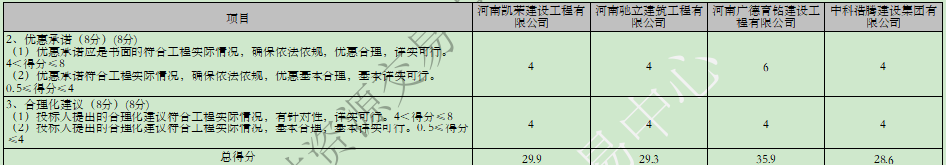 项目
河南凯莱建设工程有限公司
河南驰立建筑工程有限公司
河南广德育铭建设工程有限公司
中科浩腾建设集团有限公司
2、优惠承诺（8分）(8分)
（1）优惠承诺应是书面的符合工程实际情况，确保依法依规，优惠合理，详实可行。
4＜得分≤8
（2）优惠承诺符合工程实际情况，确保依法依规，优惠基本合理，基本详实可行。
0.5≤得分≤4
4
4
6
4
3、合理化建议（8分）(8分)
（1）投标人提出的合理化建议符合工程实际情况，有针对性，详实可行。4＜得分≤8
（2）投标人提出的合理化建议符合工程实际情况，基本合理，基本详实可行。0.5≤得分
≤4
4
4
4
4
总得分
29.9
29.3
35.9
28.6
资源交易
易中心